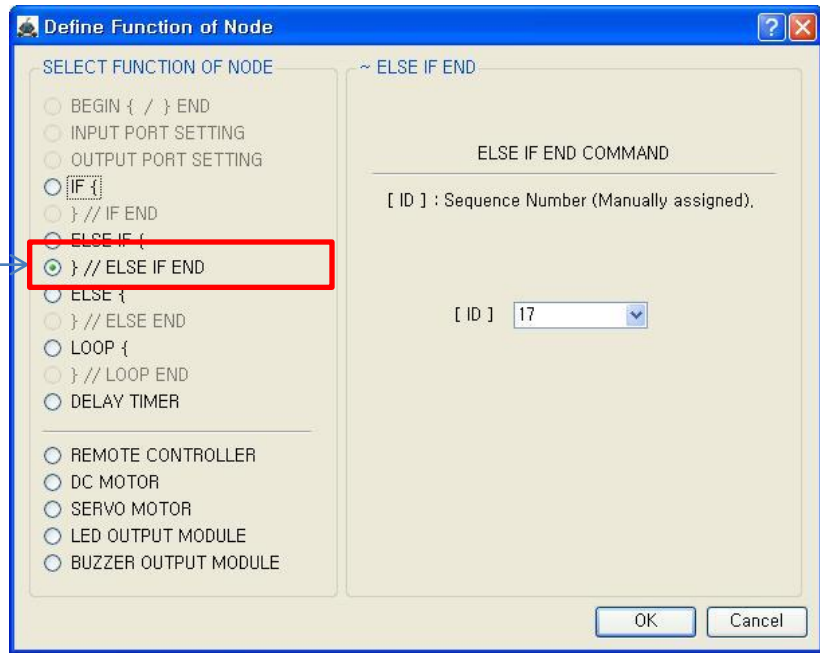 Define Function of Node
SELECT FUNCTION OF NODE
BEGIN { / } END
INPUT PORT SETTING
OUTPUT PORT SETTING
IF {
} // IF END
ELSE IF {
} // ELSE IF END
ELSE {
} // ELSE END
LOOP {
} // LOOP END
DELAY TIMER
REMOTE CONTROLLER
DC MOTOR
SERVO MOTOR
LED OUTPUT MODULE
BUZZER OUTPUT MODULE
~ ELSE IF END
ELSE IF END COMMAND
[ ID ] : Sequence Number (Manually assigned),
[ ID ] 17
OK Cancel